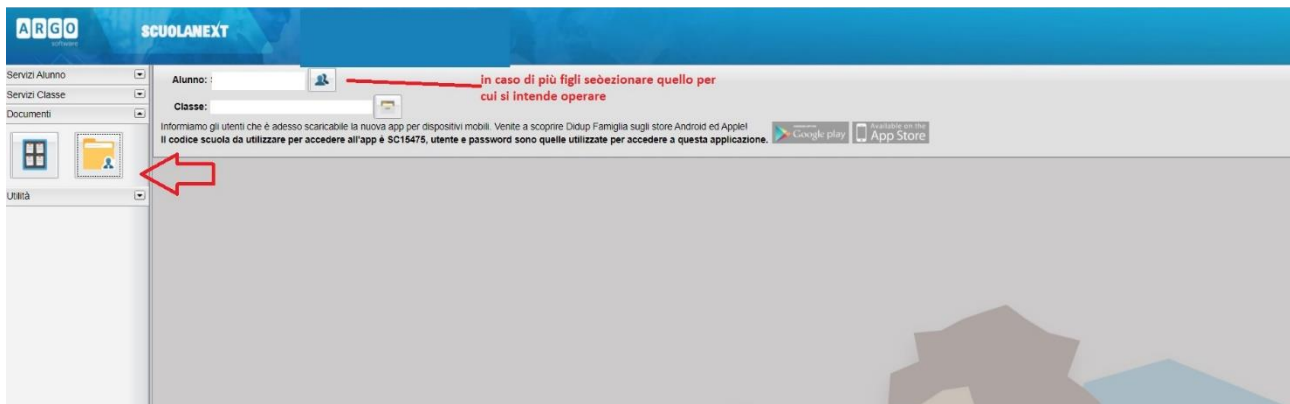 ARGO
software
SCUOLANEXT
Servizi Alunno
Servizi Classe
Documenti
Utilità
Alunno:
in caso di più figli seòezionare quello per
cui si intende operare
Classe:
Informiamo gli utenti che è adesso scaricabile la nuova app per dispositivi mobili. Venite a scoprire Didup Famiglia sugli store Android ed Apple!
Il codice scuola da utilizzare per accedere all'app è SC15475, utente e password sono quelle utilizzate per accedere a questa applicazione.
Google play
Available on the
App Store